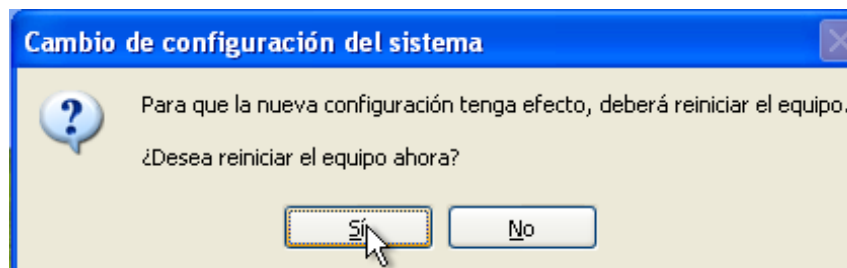 Cambio de configuración del sistema
Para que la nueva configuración tenga efecto, deberá reiniciar el equipo.
¿Desea reiniciar el equipo ahora?
Sí No